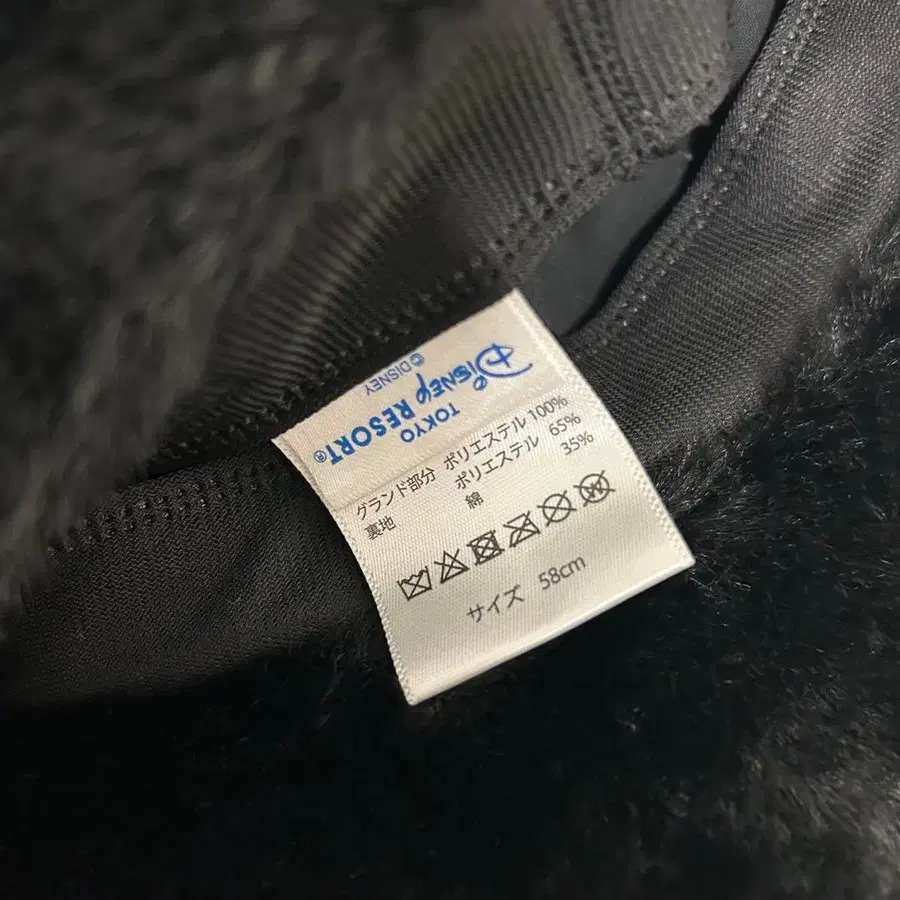 TOKYO
DISNEY RESORT®
© DISNEY
グランド部分 ポリエステル 100%
裏地 ポリエステル 65%
綿 35%
サイズ 58cm